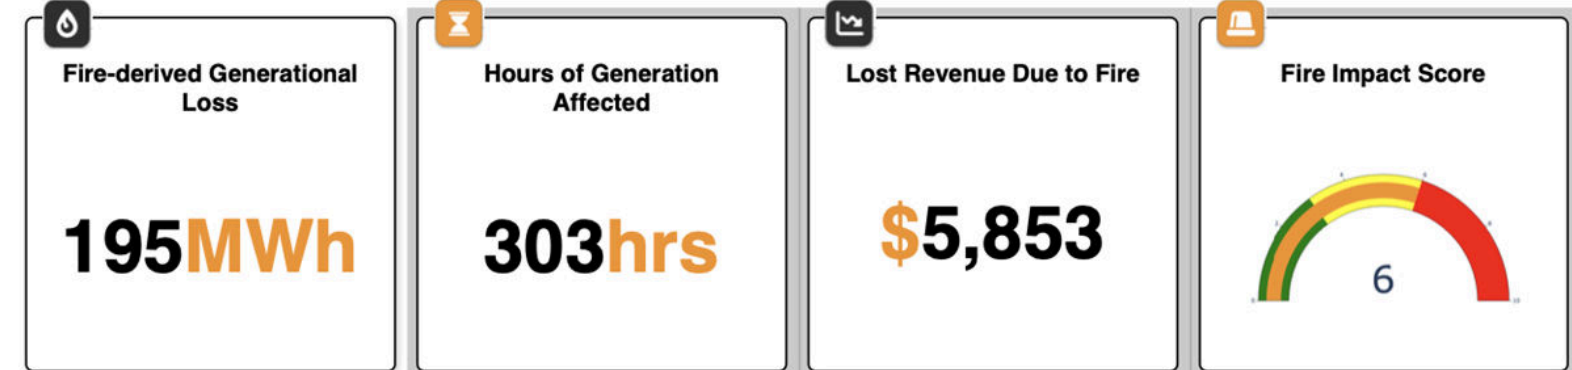 Fire-derived Generational
Loss
195MWh
Hours of Generation
Affected
303hrs
Lost Revenue Due to Fire
$5,853
Fire Impact Score
6